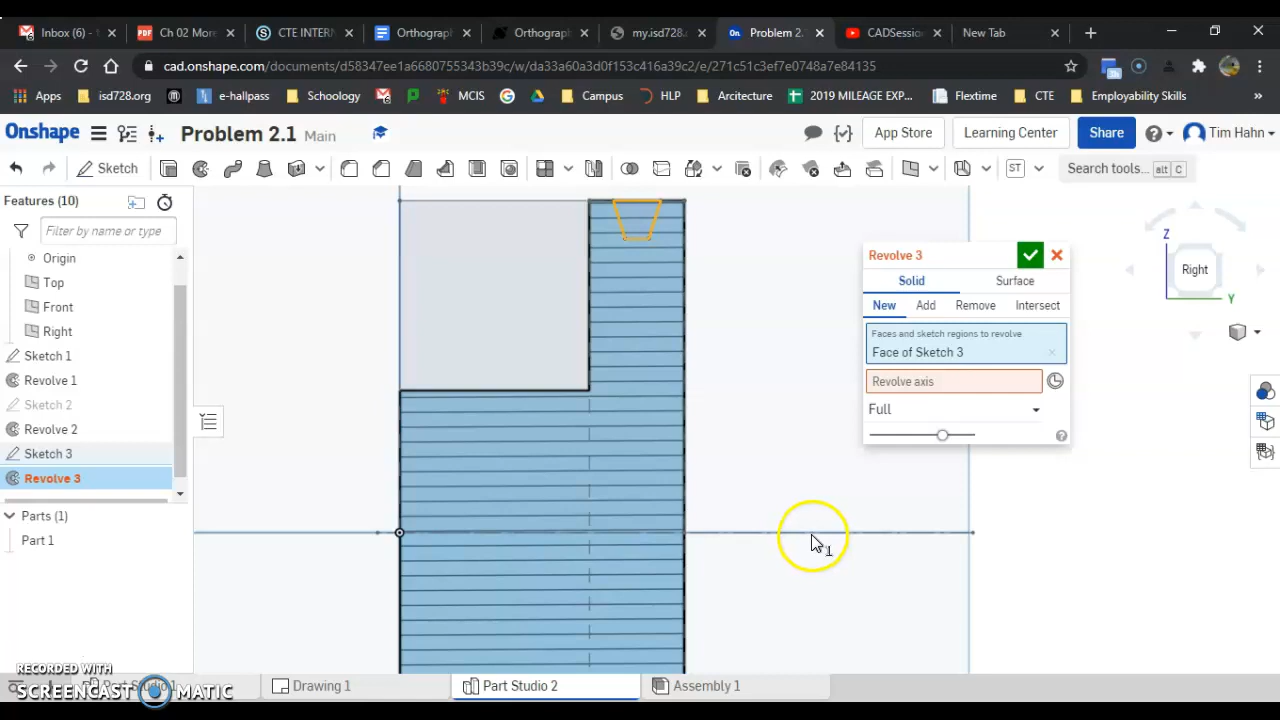 Inbox (6) -
Ch 02 More
CTE INTERN
Orthograph
Orthograph
my.isd728.
Problem 2.
CADSession
New Tab
cad.onshape.com/documents/d58347ee1a6680755343b39c/w/da33a60a3d0f153c416a39c2/e/271c51c3ef7e0748a7e84135
Apps
isd728.org
e-hallpass
Schoology
MCIS
Campus
HLP
Arcitecture
2019 MILEAGE EXP...
Flextime
CTE
Employability Skills
»
Onshape
Problem 2.1
Main
App Store
Learning Center
Share
Tim Hahn
Sketch
ST
Search tools...
alt C
Features (10)
Filter by name or type
Origin
Top
Front
Right
Sketch 1
Revolve 1
Sketch 2
Revolve 2
Sketch 3
Revolve 3
Parts (1)
Part 1
Revolve 3
Solid
Surface
New
Add
Remove
Intersect
Faces and sketch regions to revolve
Face of Sketch 3
Revolve axis
Full
Z
Right
Y
1
RECORDED WITH
SCREENCAST MATIC
Drawing 1
Part Studio 2
Assembly 1